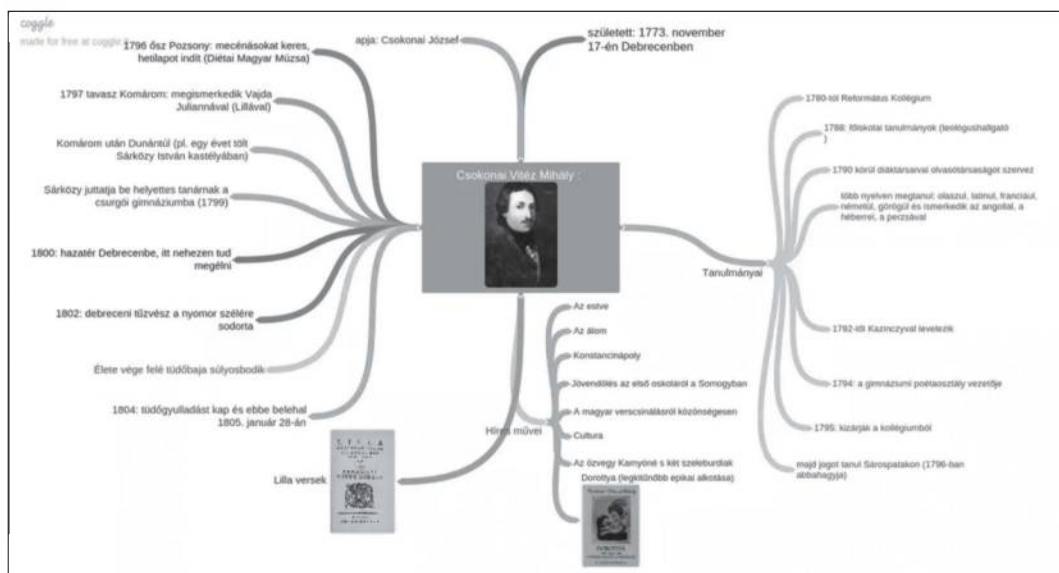 coggle
made for free at coggle.it
1796 ősz Pozsony: mecénásokat keres,
hetilapot indít (Diétai Magyar Múzsa)
1797 tavasz Komárom: megismerkedik Vajda
Juliannával (Lillával)
Komárom után Dunántúl (pl. egy évet tölt
Sárközy István kastélyában)
Sárközy juttatja be helyettes tanárnak a
csurgói gimnáziumba (1799)
1800: hazatér Debrecenbe, itt nehezen tud
megélni
1802: debreceni tűzvész a nyomor szélére
sodorta
Élete vége felé tüdőbaja súlyosbodik
1804: tüdőgyulladást kap és ebbe belehal
1805. január 28-án
Lilla versek
apja: Csokonai József
született: 1773. november
17-én Debrecenben
Csokonai Vitéz Mihály :
Híres művei
Az estve
Az álom
Konstancinápoly
Jövendölés az első oskoláról a Somogyban
A magyar verscsinálásról közönségesen
Cultura
Az özvegy Karnyóné s két szeleburdiak
Dorottya (legkitűnőbb epikai alkotása)
DOROTTYA
Tanulmányai
1780-tól Református Kollégium
1788: főiskolai tanulmányok (teológushallgató
)
1790 körül diáktársaival olvasótársaságot szervez
több nyelven megtanul: olaszul, latinul, franciául,
németül, görögül és ismerkedik az angollal, a
héberrel, a perzsával
1792-től Kazinczyval levelezik
1794: a gimnáziumi poétaosztály vezetője
1795: kizárják a kollégiumból
majd jogot tanul Sárospatakon (1796-ban
abbahagyja)